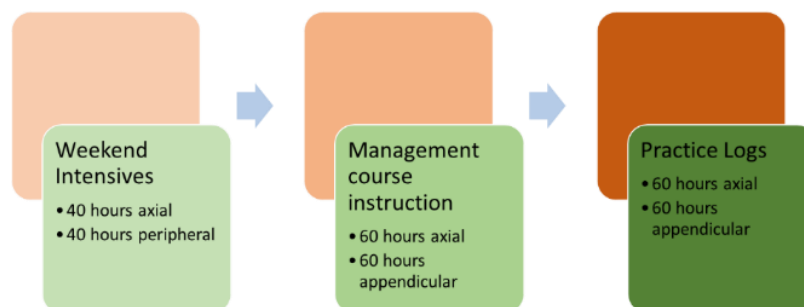 Weekend
Intensives
• 40 hours axial
• 40 hours peripheral
Management
course
instruction
• 60 hours axial
• 60 hours
appendicular
Practice Logs
• 60 hours axial
• 60 hours
appendicular